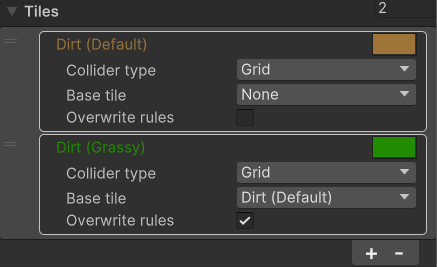 Tiles 2
Dirt (Default)
Collider type Grid
Base tile None
Overwrite rules
Dirt (Grassy)
Collider type Grid
Base tile Dirt (Default)
Overwrite rules
+ -